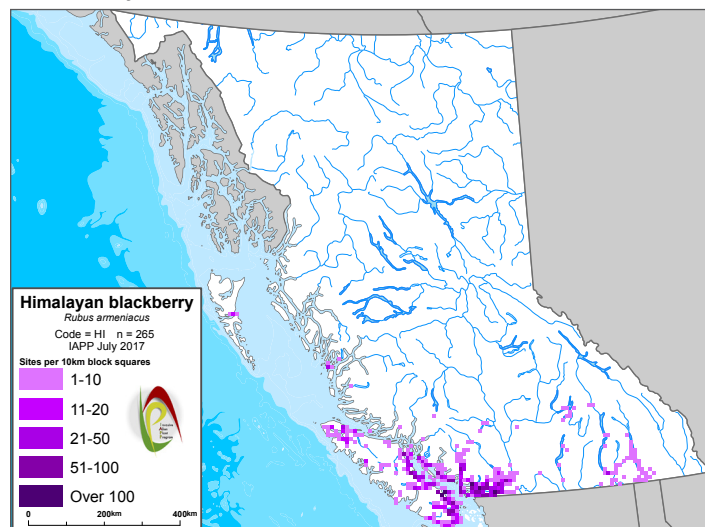 Himalayan blackberry
Rubus armeniacus
Code = HI n = 265
IAPP July 2017
Sites per 10km block squares
1-10
11-20
21-50
51-100
Over 100
0 200km 400km